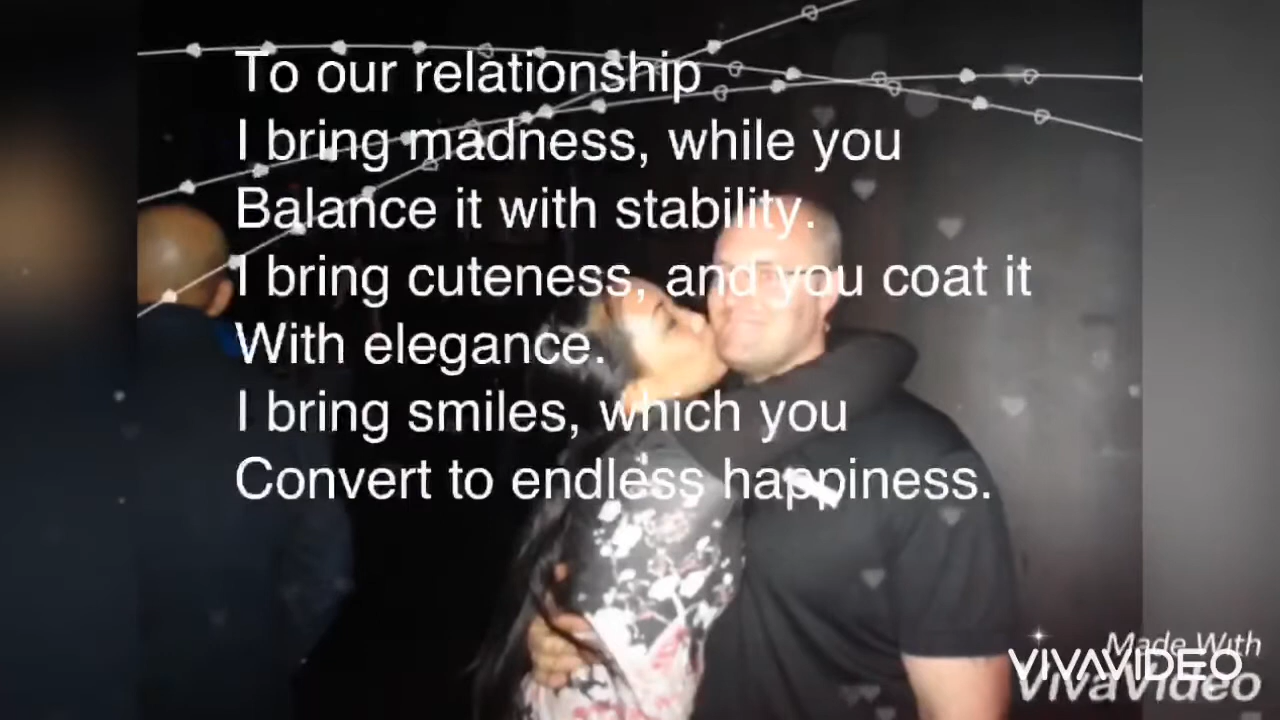 To our relationship
I bring madness, while you
Balance it with stability.
I bring cuteness, and you coat it
With elegance.
I bring smiles, which you
Convert to endless happiness.
Made With
VIVAVIDEO
VivaVideo